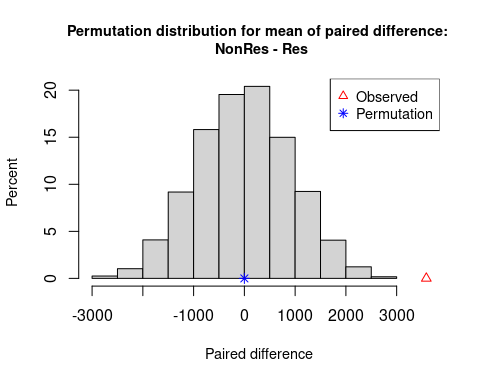 Permutation distribution for mean of paired difference:
NonRes - Res
Observed
Permutation
Percent
20
15
10
5
0
-3000 -1000 0 1000 2000 3000
Paired difference